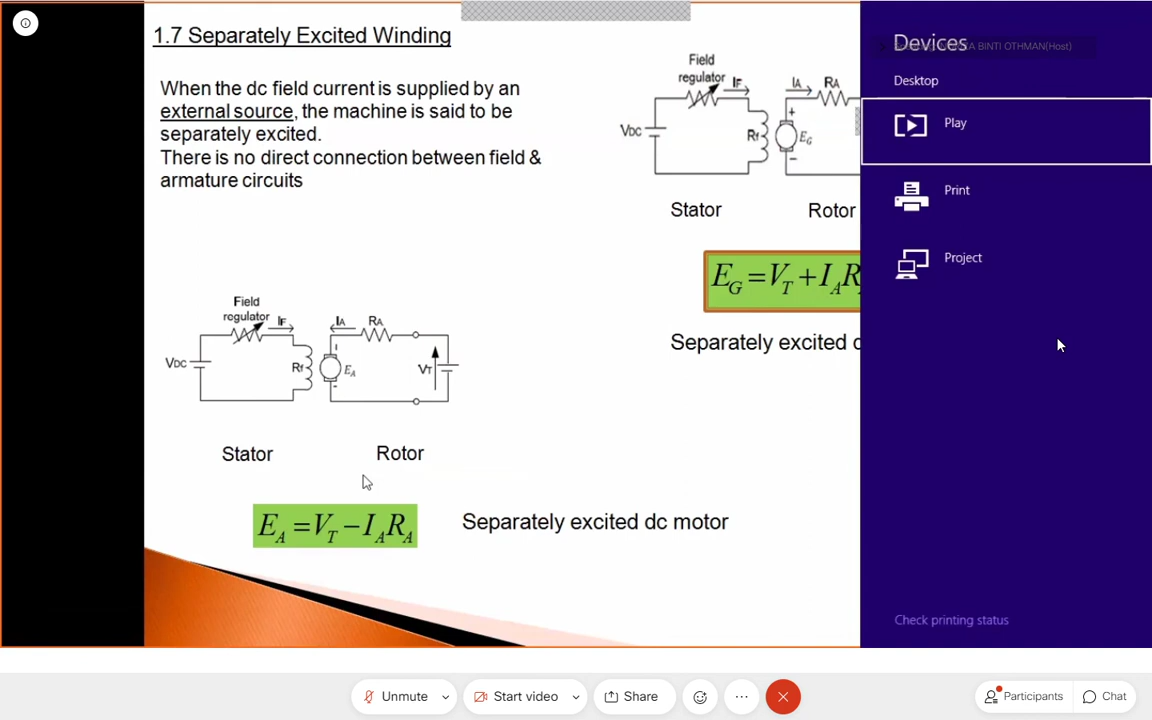 1.7 Separately Excited Winding
When the dc field current is supplied by an
external source, the machine is said to be
separately excited.
There is no direct connection between field &
armature circuits
Field
regulator
IF
IA
RA
VDC
Rf
+
EG
-
Stator
Rotor
EG = VT + IAR
Separately excited
Field
regulator
IF
IA
RA
VDC
Rf
EA
-
VT
Stator
Rotor
EA = VT − IARA
Separately excited dc motor
Devices
BINTI OTHMAN(Host)
Desktop
Play
Print
Project
Check printing status
Unmute
Start video
Share
Participants
Chat